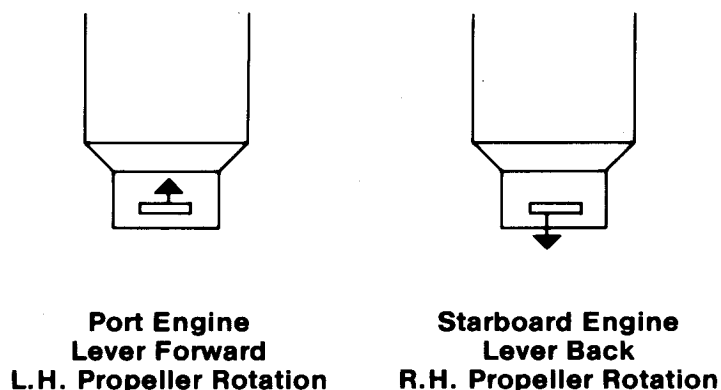 Port Engine
Lever Forward
L.H. Propeller Rotation
Starboard Engine
Lever Back
R.H. Propeller Rotation